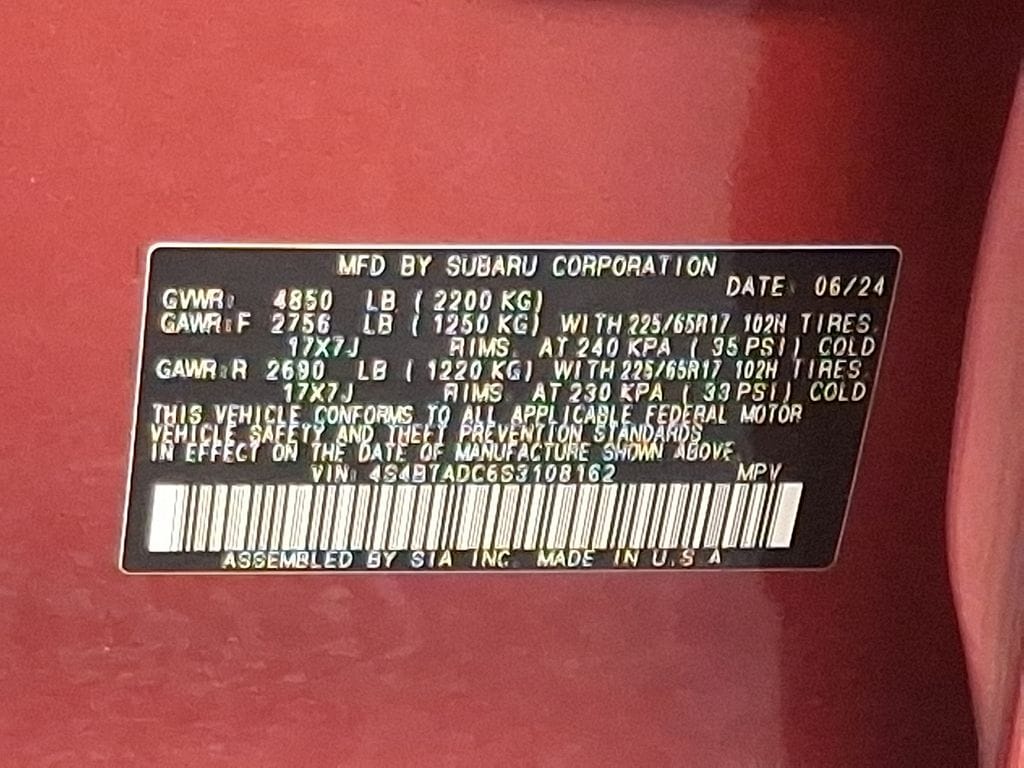 MFD BY SUBARU CORPORATION
DATE: 06/24
GVWR: 4850 LB ( 2200 KG)
GAWR:F 2756 LB ( 1250 KG) WITH 225/65R17 102H TIRES,
17X7J RIMS, AT 240 KPA ( 35 PSI) COLD
GAWR:R 2690 LB ( 1220 KG) WITH 225/65R17 102H TIRES,
17X7J RIMS, AT 230 KPA ( 33 PSI) COLD
THIS VEHICLE CONFORMS TO ALL APPLICABLE FEDERAL MOTOR
VEHICLE SAFETY AND THEFT PREVENTION STANDARDS
IN EFFECT ON THE DATE OF MANUFACTURE SHOWN ABOVE.
VIN: 4S4BTADC6S3108162 MPV
ASSEMBLED BY SIA INC. MADE IN U.S.A